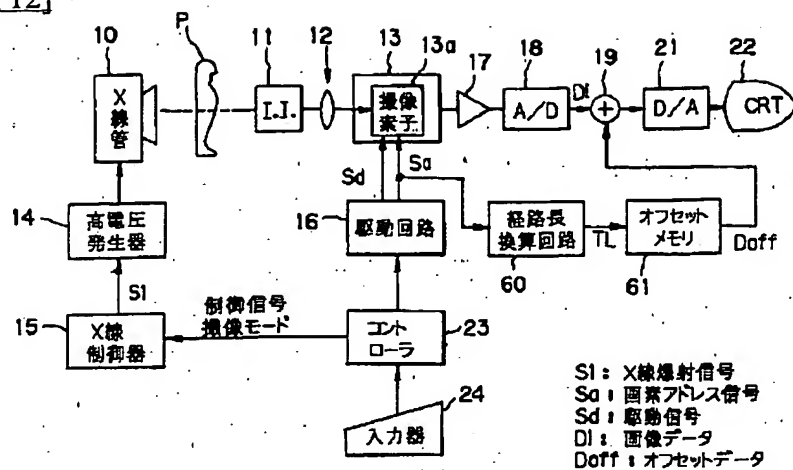 12]
10
P
11
12
13
13a
17
18
19
21
22
X
線
管
I.I.
撮像
素子
A/D
DI
+
D/A
CRT
Sd
Sa
14
高電圧
発生器
16
駆動回路
経路長
換算回路
60
TL
オフセット
メモリ
61
Doff
S1
15
X線
制御器
制御信号
撮像モード
コント
ローラ
23
入力器
24
S1: X線爆射信号
Sa: 画素アドレス信号
Sd: 駆動信号
DI: 画像データ
Doff: オフセットデータ